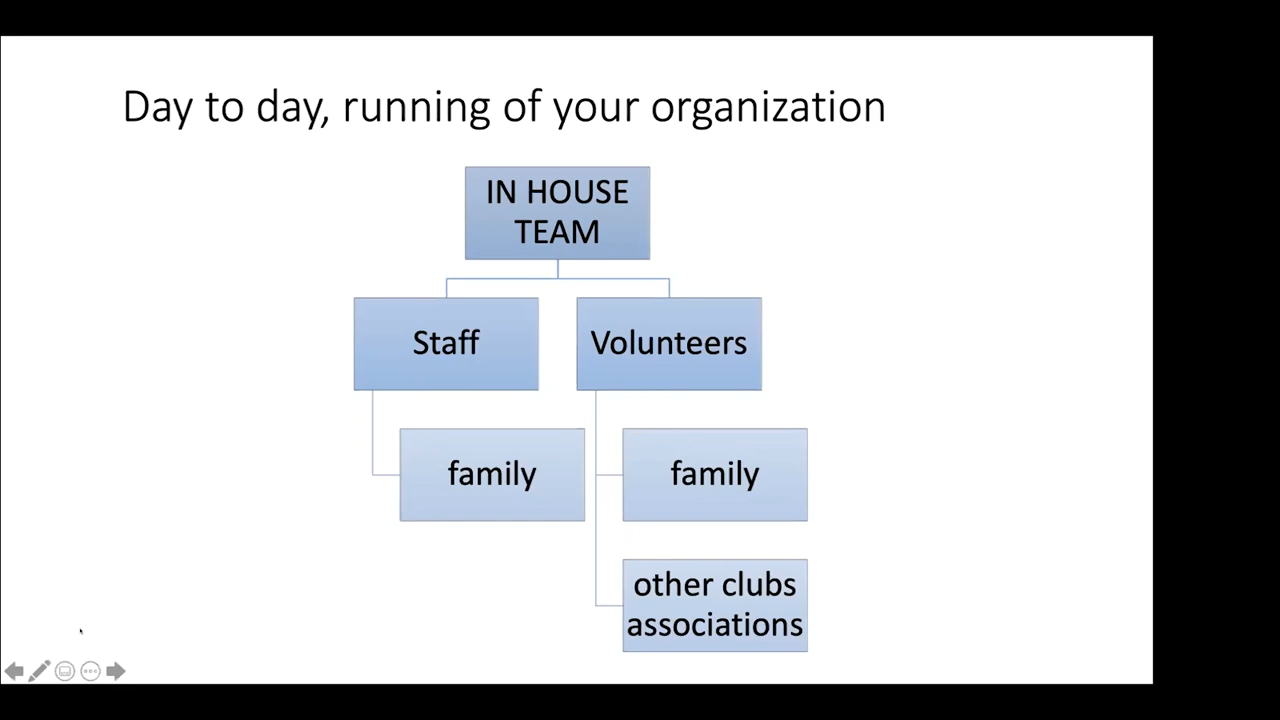 Day to day, running of your organization
IN HOUSE
TEAM
Staff
Volunteers
family
family
other clubs
associations